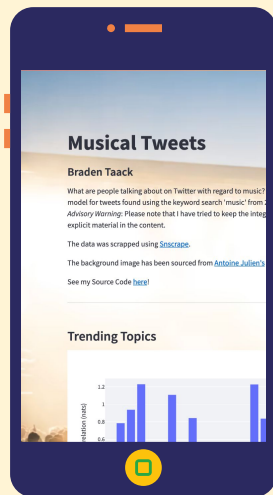 Musical Tweets
Braden Taack
What are people talking about on Twitter with regard to music?
model for tweets found using the keyword search 'music' from
Advisory Warning: Please note that I have tried to keep the integ
explicit material in the content.
The data was scrapped using Snscrape.
The background image has been sourced from Antoine Julien's
See my Source Code here!
Trending Topics
1.2
1
0.8
0.6
relation (nats)